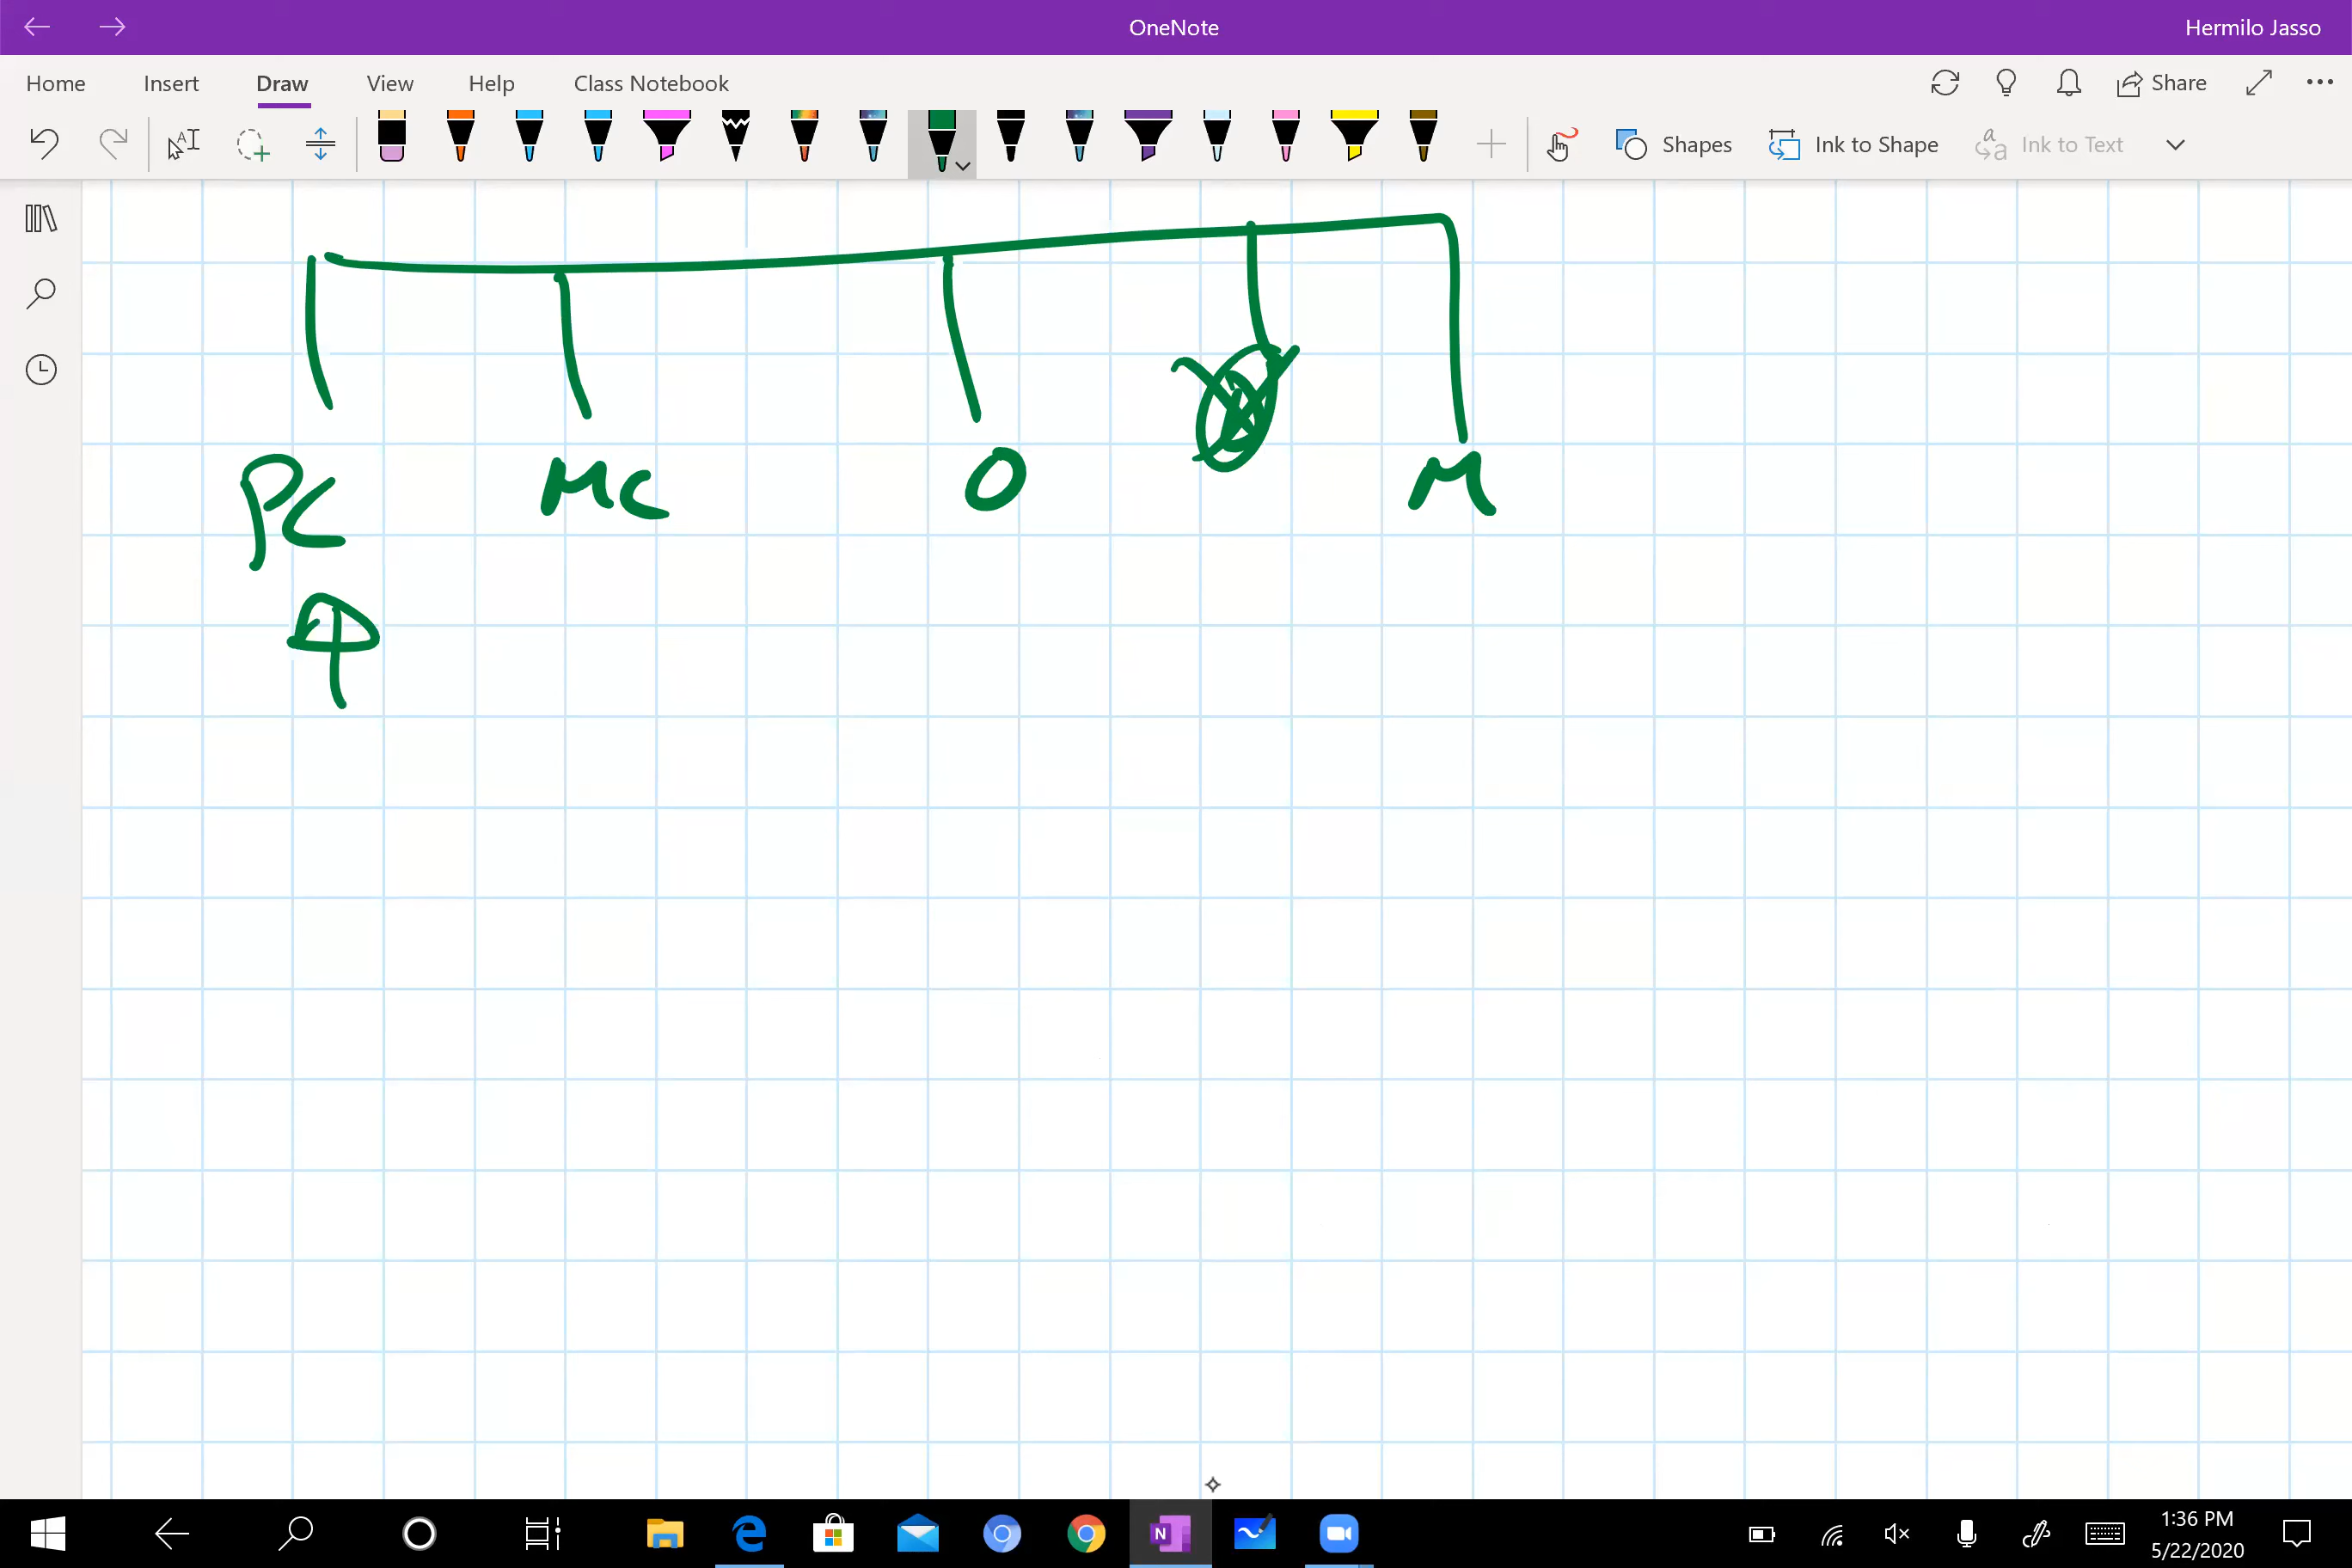 OneNote
Hermilo Jasso
Home Insert Draw View Help Class Notebook
Share
Shapes
Ink to Shape
Ink to Text
PC MC O M
1:36 PM
5/22/2020